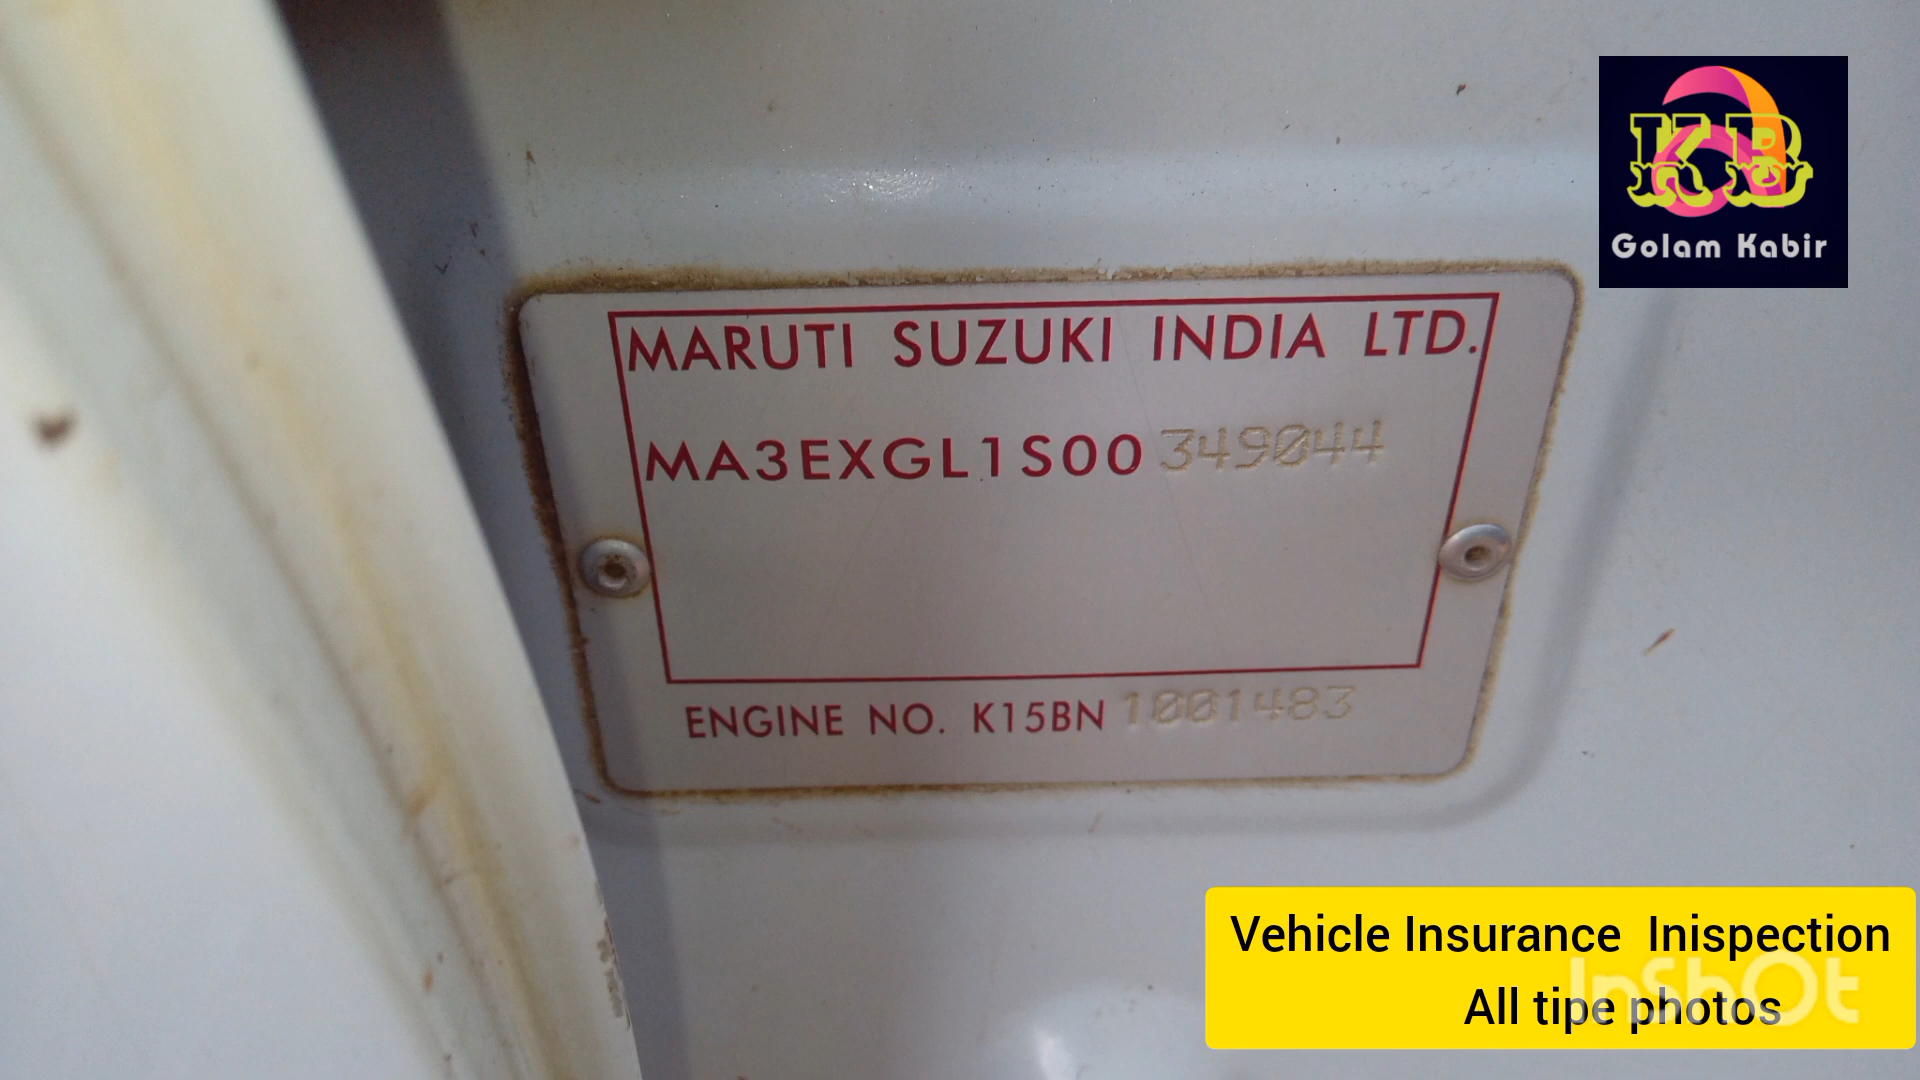 KB
Golam Kabir
MARUTI SUZUKI INDIA LTD.
MA3EXGL1S00349044
ENGINE NO. K15BN 1001483
Vehicle Insurance Inispection
All tipe photos
InShOt